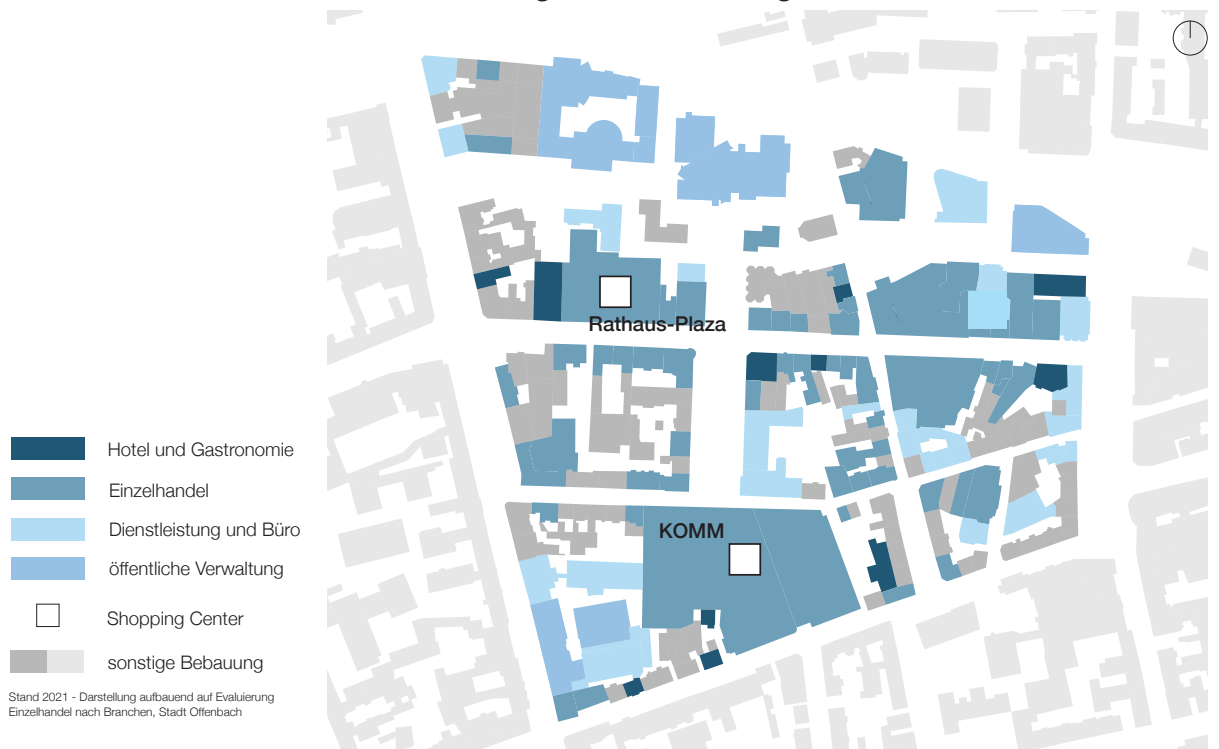 Rathaus-Plaza
KOMM
Hotel und Gastronomie
Einzelhandel
Dienstleistung und Büro
öffentliche Verwaltung
Shopping Center
sonstige Bebauung
Stand 2021 - Darstellung aufbauend auf Evaluierung
Einzelhandel nach Branchen, Stadt Offenbach